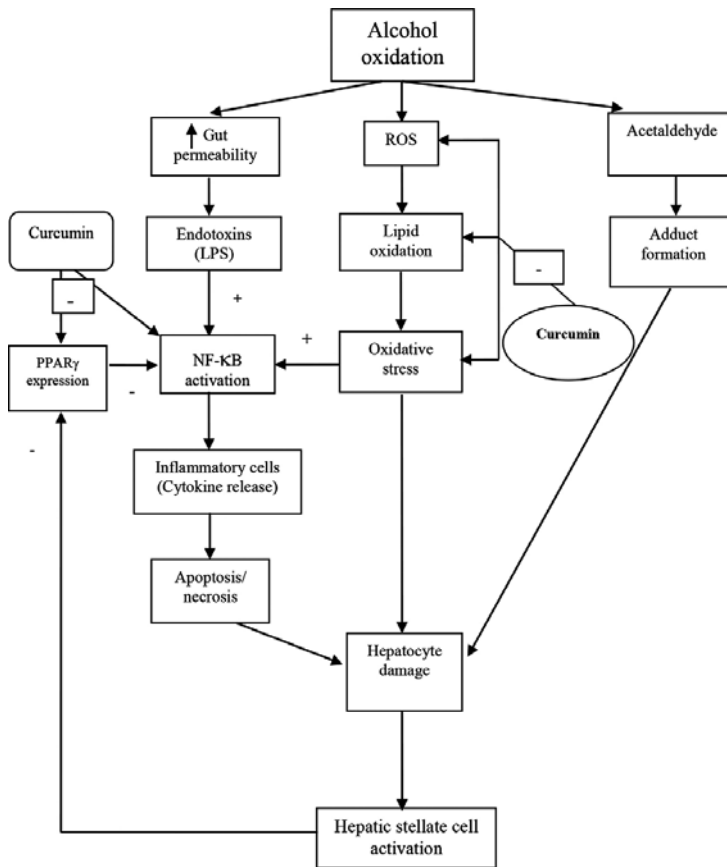 Alcohol
oxidation
Gut
permeability
ROS
Acetaldehyde
Curcumin
Endotoxins
(LPS)
Lipid
oxidation
Adduct
formation
-
-
+
Curcumin
PPARγ
expression
-
NF-κB
activation
+
Oxidative
stress
-
Inflammatory cells
(Cytokine release)
Apoptosis/
necrosis
Hepatocyte
damage
Hepatic stellate cell
activation